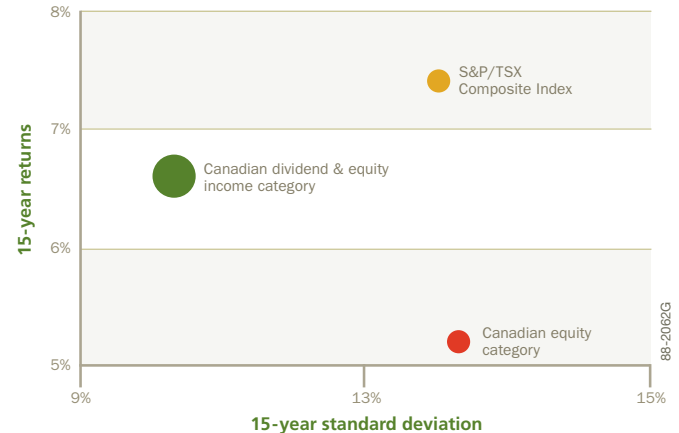 8%
S&P/TSX
Composite Index
7%
Canadian dividend & equity
income category
15-year returns
6%
Canadian equity
category
88-2062G
5%
9%
13%
15%
15-year standard deviation